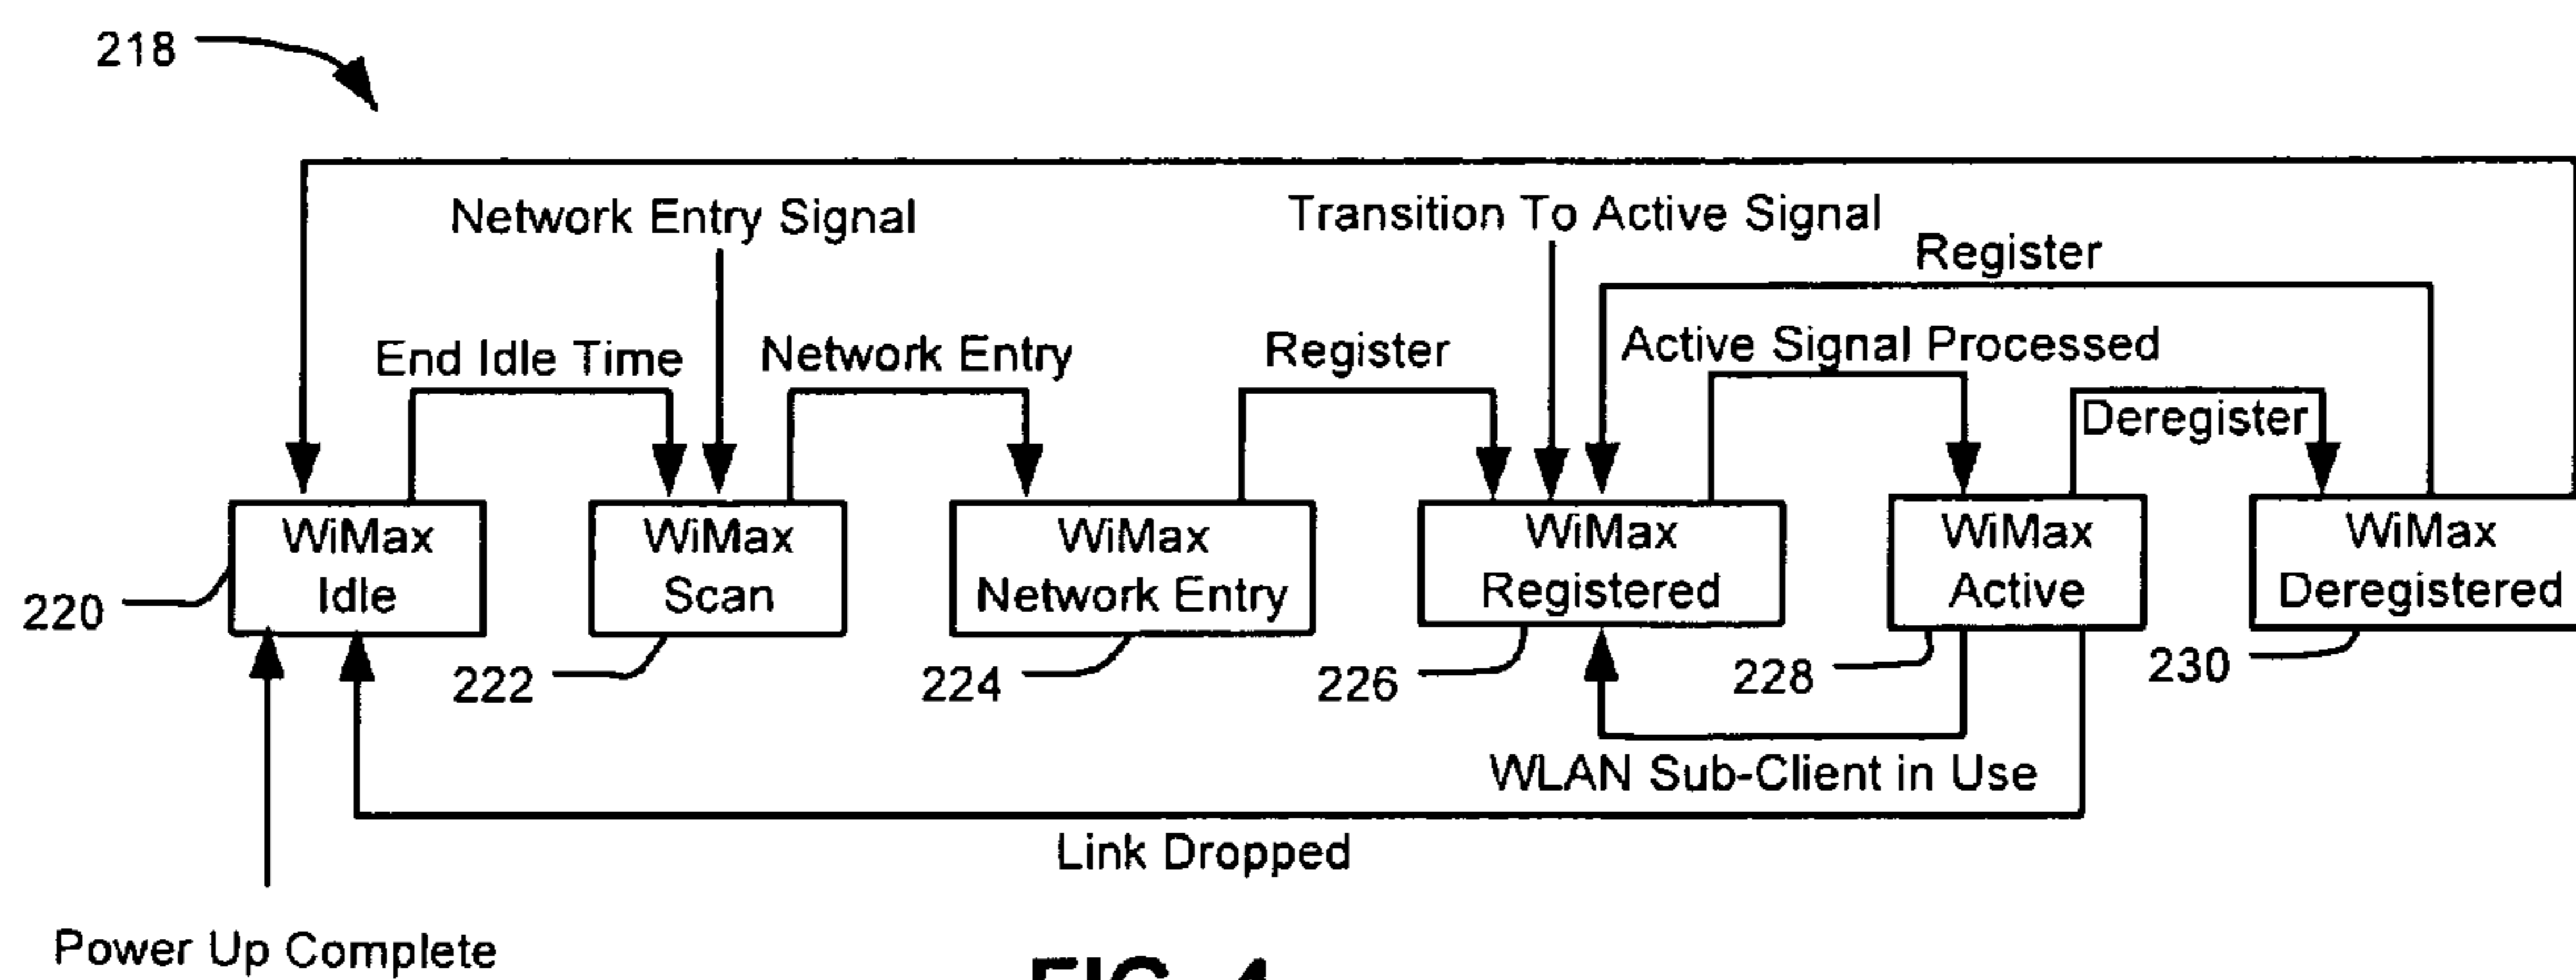 218
Network Entry Signal
Transition To Active Signal
Register
End Idle Time
Network Entry
Register
Active Signal Processed
Deregister
WiMax
Idle
WiMax
Scan
WiMax
Network Entry
WiMax
Registered
WiMax
Active
WiMax
Deregistered
220
222
224
226
228
230
WLAN Sub-Client in Use
Link Dropped
Power Up Complete
FIG. 4